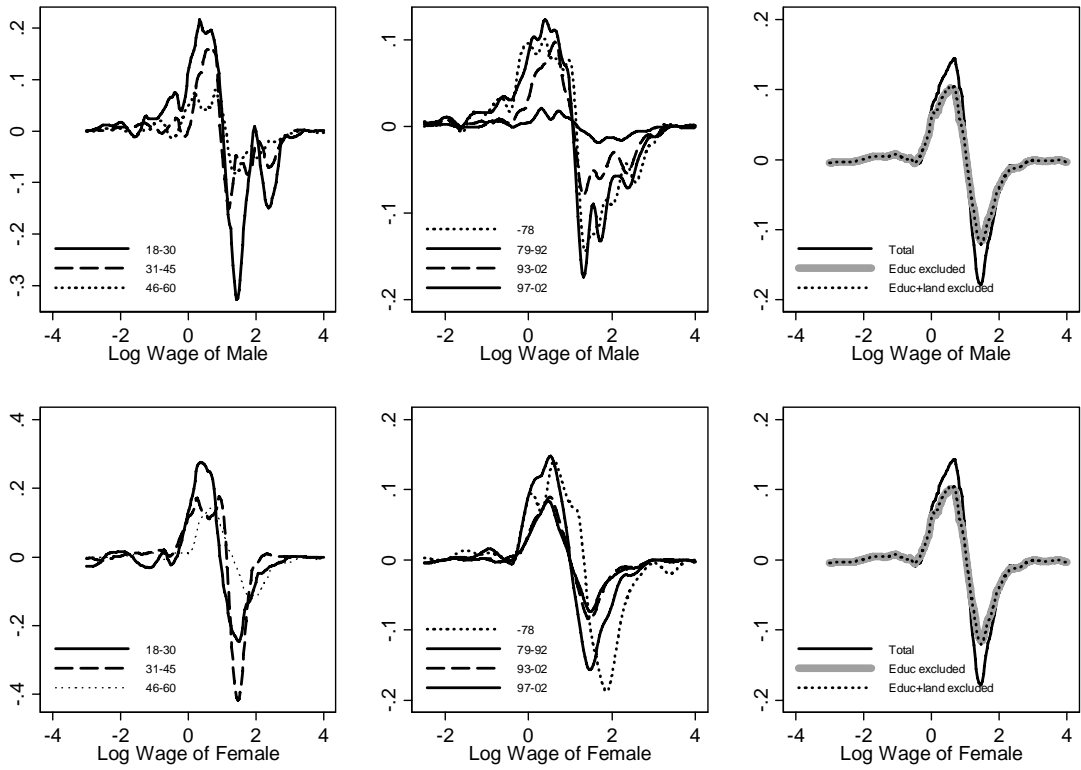 .2
.1
0
-.1
-.2
-.3
18-30
31-45
46-60
-4 -2 0 2 4
Log Wage of Male
.1
0
-.1
-.2
-78
79-92
93-02
97-02
-2 0 2 4
Log Wage of Male
.2
.1
0
-.1
-.2
Total
Educ excluded
Educ+land excluded
-4 -2 0 2 4
Log Wage of Male
.4
.2
0
-.2
-.4
18-30
31-45
46-60
-4 -2 0 2 4
Log Wage of Female
.2
.1
0
-.1
-.2
-78
79-92
93-02
97-02
-2 0 2 4
Log Wage of Female
.2
.1
0
-.1
-.2
Total
Educ excluded
Educ+land excluded
-4 -2 0 2 4
Log Wage of Female